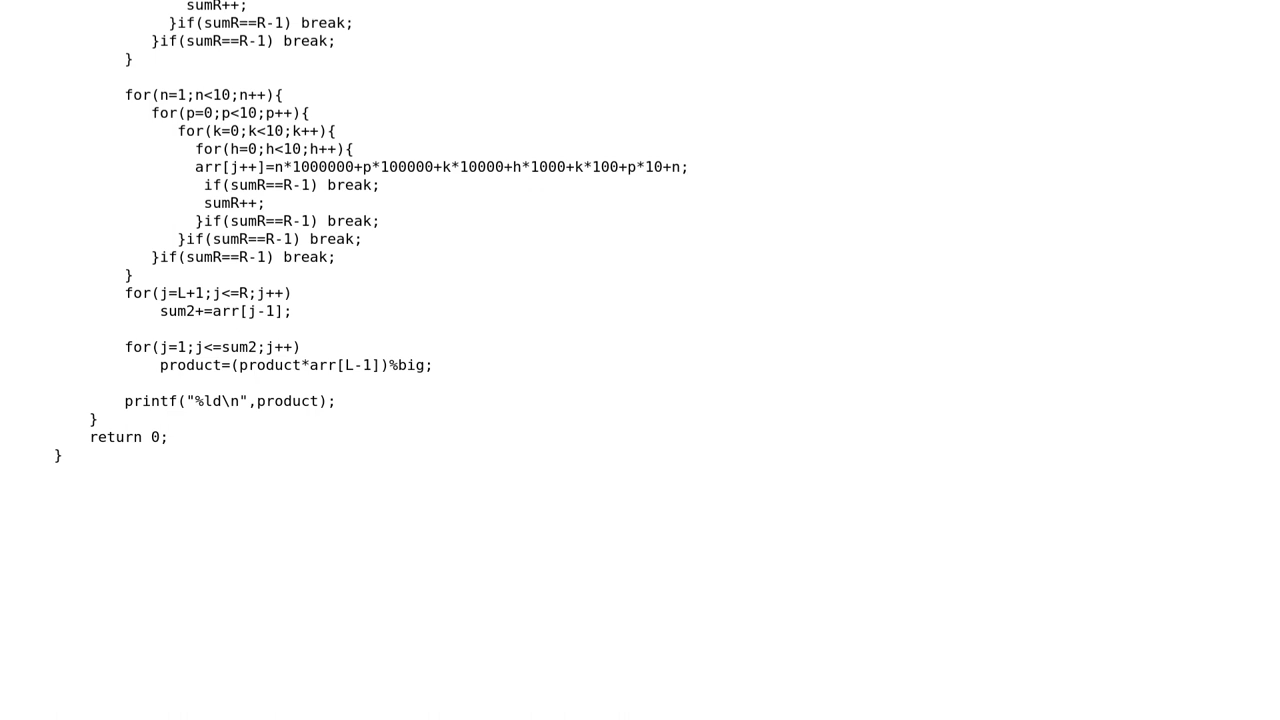 sumR++;
}if(sumR==R-1) break;
}if(sumR==R-1) break;
}
for(n=1;n<10;n++){
for(p=0;p<10;p++){
for(k=0;k<10;k++){
for(h=0;h<10;h++){
arr[j++]=n*1000000+p*100000+k*10000+h*1000+k*100+p*10+n;
if(sumR==R-1) break;
sumR++;
}if(sumR==R-1) break;
}if(sumR==R-1) break;
}if(sumR==R-1) break;
}
for(j=L+1;j<=R;j++)
sum2+=arr[j-1];
for(j=1;j<=sum2;j++)
product=(product*arr[L-1])%big;
printf("%ld\n",product);
}
return 0;
}